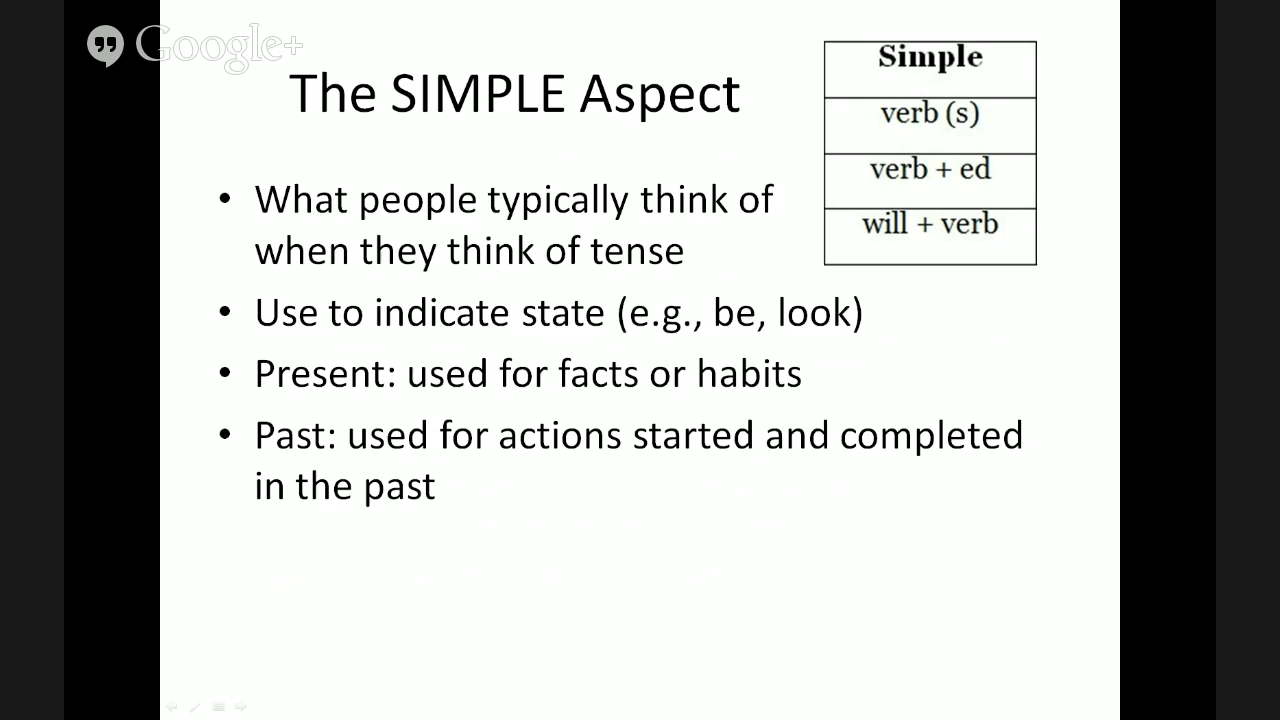 Google+
The SIMPLE Aspect
Simple
verb (s)
verb + ed
will + verb
• What people typically think of
when they think of tense
• Use to indicate state (e.g., be, look)
• Present: used for facts or habits
• Past: used for actions started and completed
in the past